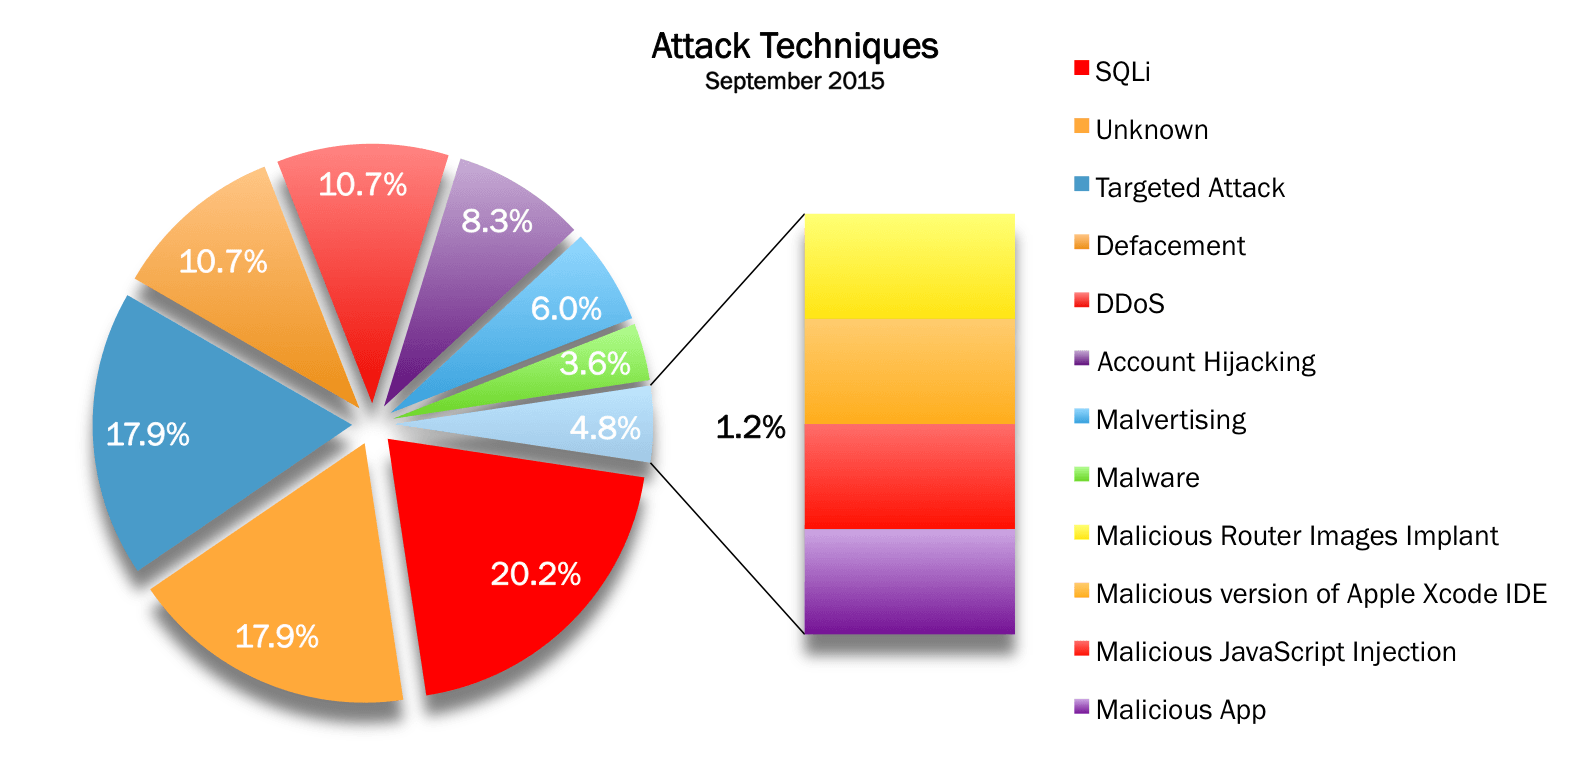 Attack Techniques
September 2015
10.7%
8.3%
10.7%
6.0%
3.6%
17.9%
4.8%
1.2%
20.2%
17.9%
SQLi
Unknown
Targeted Attack
Defacement
DDoS
Account Hijacking
Malvertising
Malware
Malicious Router Images Implant
Malicious version of Apple Xcode IDE
Malicious JavaScript Injection
Malicious App